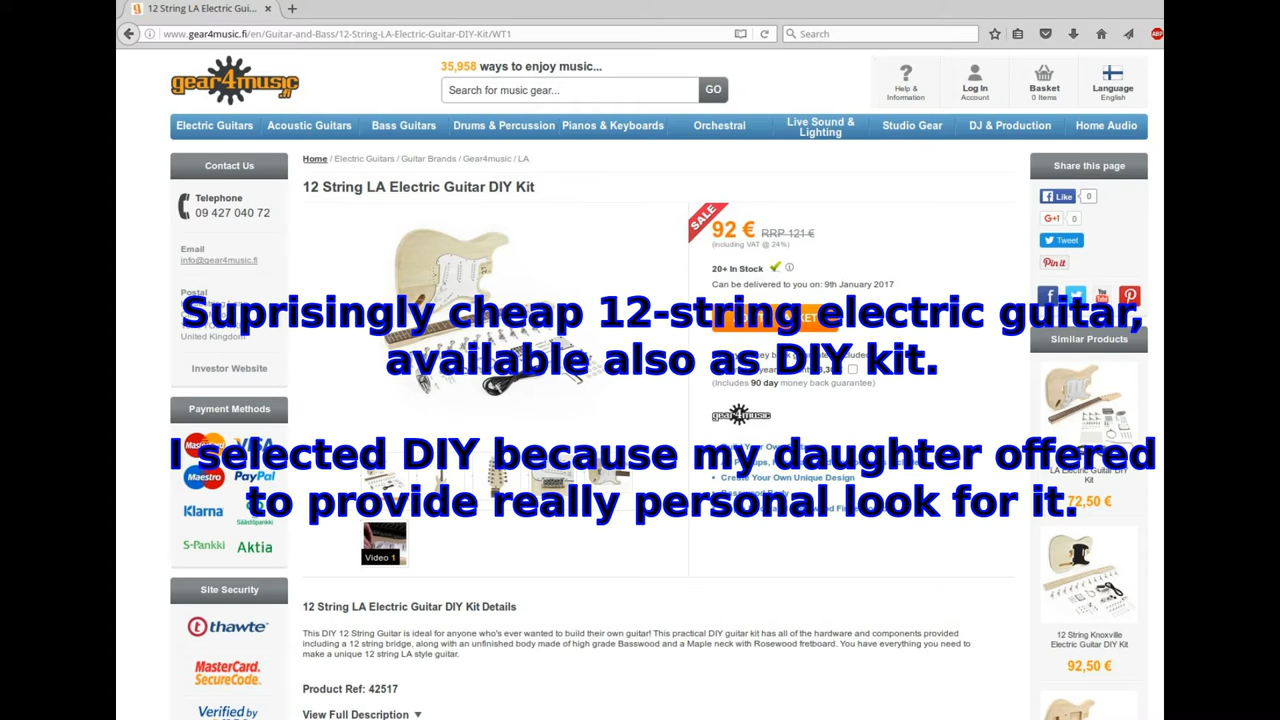 12 String LA Electric Gui...
www.gear4music.fi/en/Guitar-and-Bass/12-String-LA-Electric-Guitar-DIY-Kit/WT1
Search
ABP
gear4music
35,958 ways to enjoy music...
Search for music gear...
GO
Help &
Information
Log In
Account
Basket
0 Items
Language
English
Electric Guitars
Acoustic Guitars
Bass Guitars
Drums & Percussion
Pianos & Keyboards
Orchestral
Live Sound &
Lighting
Studio Gear
DJ & Production
Home Audio
Contact Us
Telephone
09 427 040 72
Email
info@gear4music.fi
Postal
United Kingdom
Investor Website
Payment Methods
MasterCard
VISA
Maestro
PayPal
Klarna
Säästöpankki
S-Pankki
Aktia
Site Security
thawte
MasterCard.
SecureCode.
Verified by
Home / Electric Guitars / Guitar Brands / Gear4music / LA
12 String LA Electric Guitar DIY Kit
SALE
92 €
RRP 121 €
(including VAT @ 24%)
20+ In Stock
Can be delivered to you on: 9th January 2017
Suprisingly cheap 12-string electric guitar,
available also as DIY kit.
(Includes 90 day money back guarantee)
gear4music
I selected DIY because my daughter offered
to provide really personal look for it.
Create Your Own Unique Design
Video 1
12 String LA Electric Guitar DIY Kit Details
This DIY 12 String Guitar is ideal for anyone who's ever wanted to build their own guitar! This practical DIY guitar kit has all of the hardware and components provided
including a 12 string bridge, along with an unfinished body made of high grade Basswood and a Maple neck with Rosewood fretboard. You have everything you need to
make a unique 12 string LA style guitar.
Product Ref: 42517
View Full Description
Share this page
Like
0
G+1
0
Tweet
Pin it
You
Similar Products
LA Electric Guitar DIY
Kit
72,50 €
12 String Knoxville
Electric Guitar DIY Kit
92,50 €